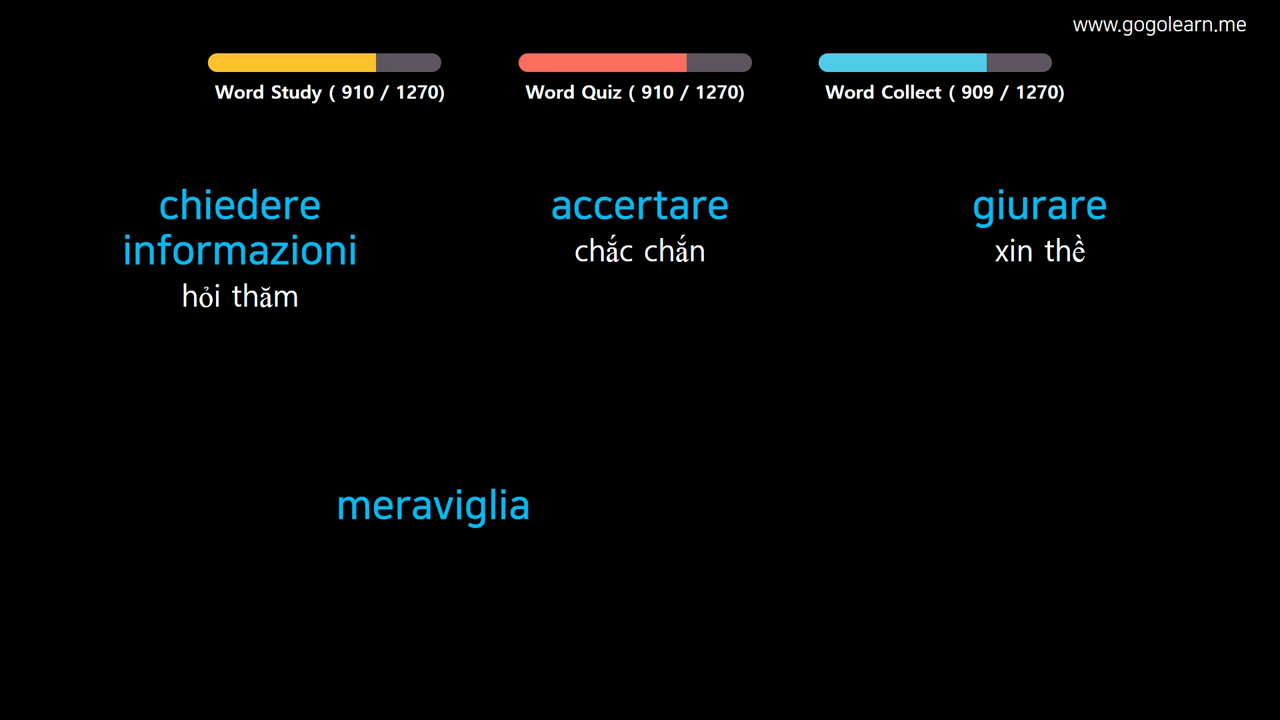 www.gogolearn.me
Word Study ( 910 / 1270)
Word Quiz ( 910 / 1270)
Word Collect ( 909 / 1270)
chiedere
informazioni
hỏi thăm
accertare
chắc chắn
giurare
xin thề
meraviglia